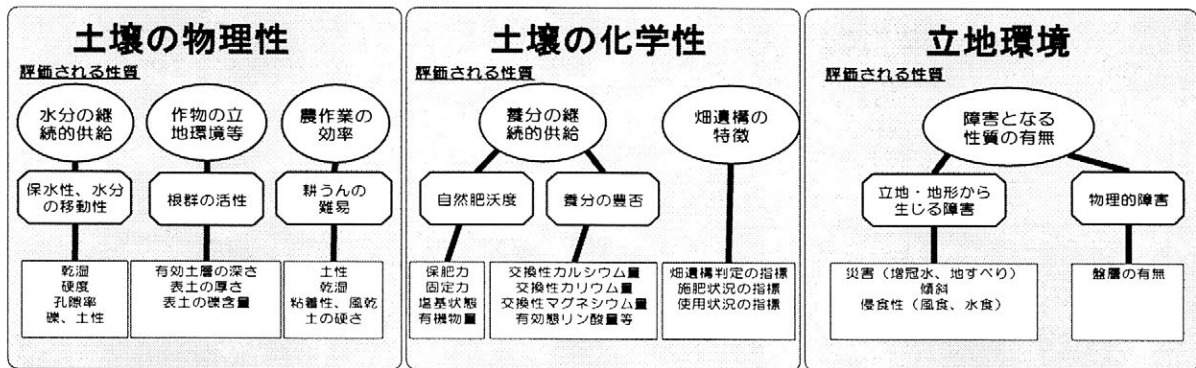 土壌の物理性
評価される性質
水分の継
続的供給
作物の立
地環境等
農作業の
効率
保水性、水分
の移動性
根群の活性
耕うんの
難易
乾湿
硬度
孔隙率
礫、土性
有効土層の深さ
表土の厚さ
表土の礫含量
土性
乾湿
粘着性、風乾
土の硬さ
土壌の化学性
評価される性質
養分の継
続的供給
畑遺構の
特徴
自然肥沃度
養分の豊否
保肥力
固定力
塩基状態
有機物量
交換性カルシウム量
交換性カリウム量
交換性マグネシウム量
有効態リン酸量等
畑遺構判定の指標
施肥状況の指標
使用状況の指標
立地環境
評価される性質
障害となる
性質の有無
立地・地形から
生じる障害
物理的障害
災害（増冠水、地すべり）
傾斜
侵食性（風食、水食）
盤層の有無